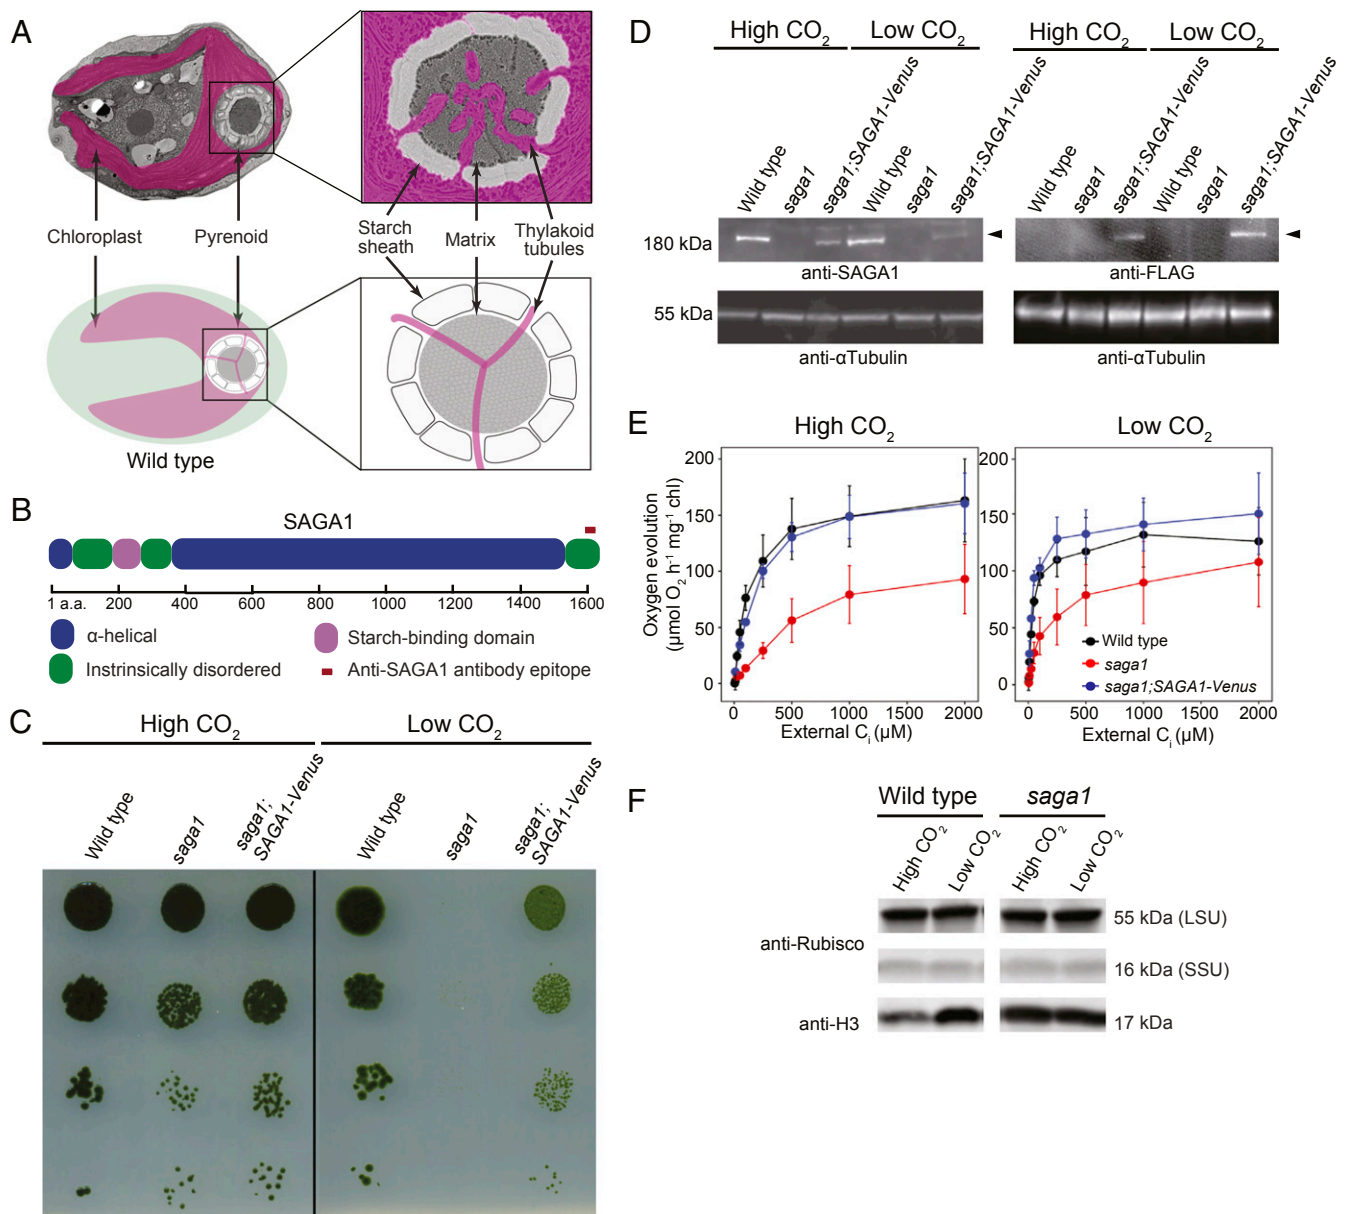 A
Chloroplast
Pyrenoid
Starch sheath
Matrix
Thylakoid tubules
Wild type
B
SAGA1
1 a.a. 200 400 600 800 1000 1200 1400 1600
α-helical
Starch-binding domain
Instrinsically disordered
Anti-SAGA1 antibody epitope
C
High CO2
Low CO2
Wild type
saga1
saga1; SAGA1-Venus
Wild type
saga1
saga1; SAGA1-Venus
D
High CO2
Low CO2
High CO2
Low CO2
Wild type
saga1
saga1;SAGA1-Venus
Wild type
saga1
saga1;SAGA1-Venus
Wild type
saga1
saga1;SAGA1-Venus
Wild type
saga1
saga1;SAGA1-Venus
180 kDa
anti-SAGA1
anti-FLAG
55 kDa
anti-αTubulin
anti-αTubulin
E
High CO2
Low CO2
Oxygen evolution
(μmol O2 h-1 mg-1 chl)
200
150
100
50
0
0 500 1000 1500 2000
External Ci (μM)
200
150
100
50
0
Wild type
saga1
saga1;SAGA1-Venus
0 500 1000 1500 2000
External Ci (μM)
F
Wild type
saga1
High CO2
Low CO2
High CO2
Low CO2
anti-Rubisco
55 kDa (LSU)
16 kDa (SSU)
anti-H3
17 kDa